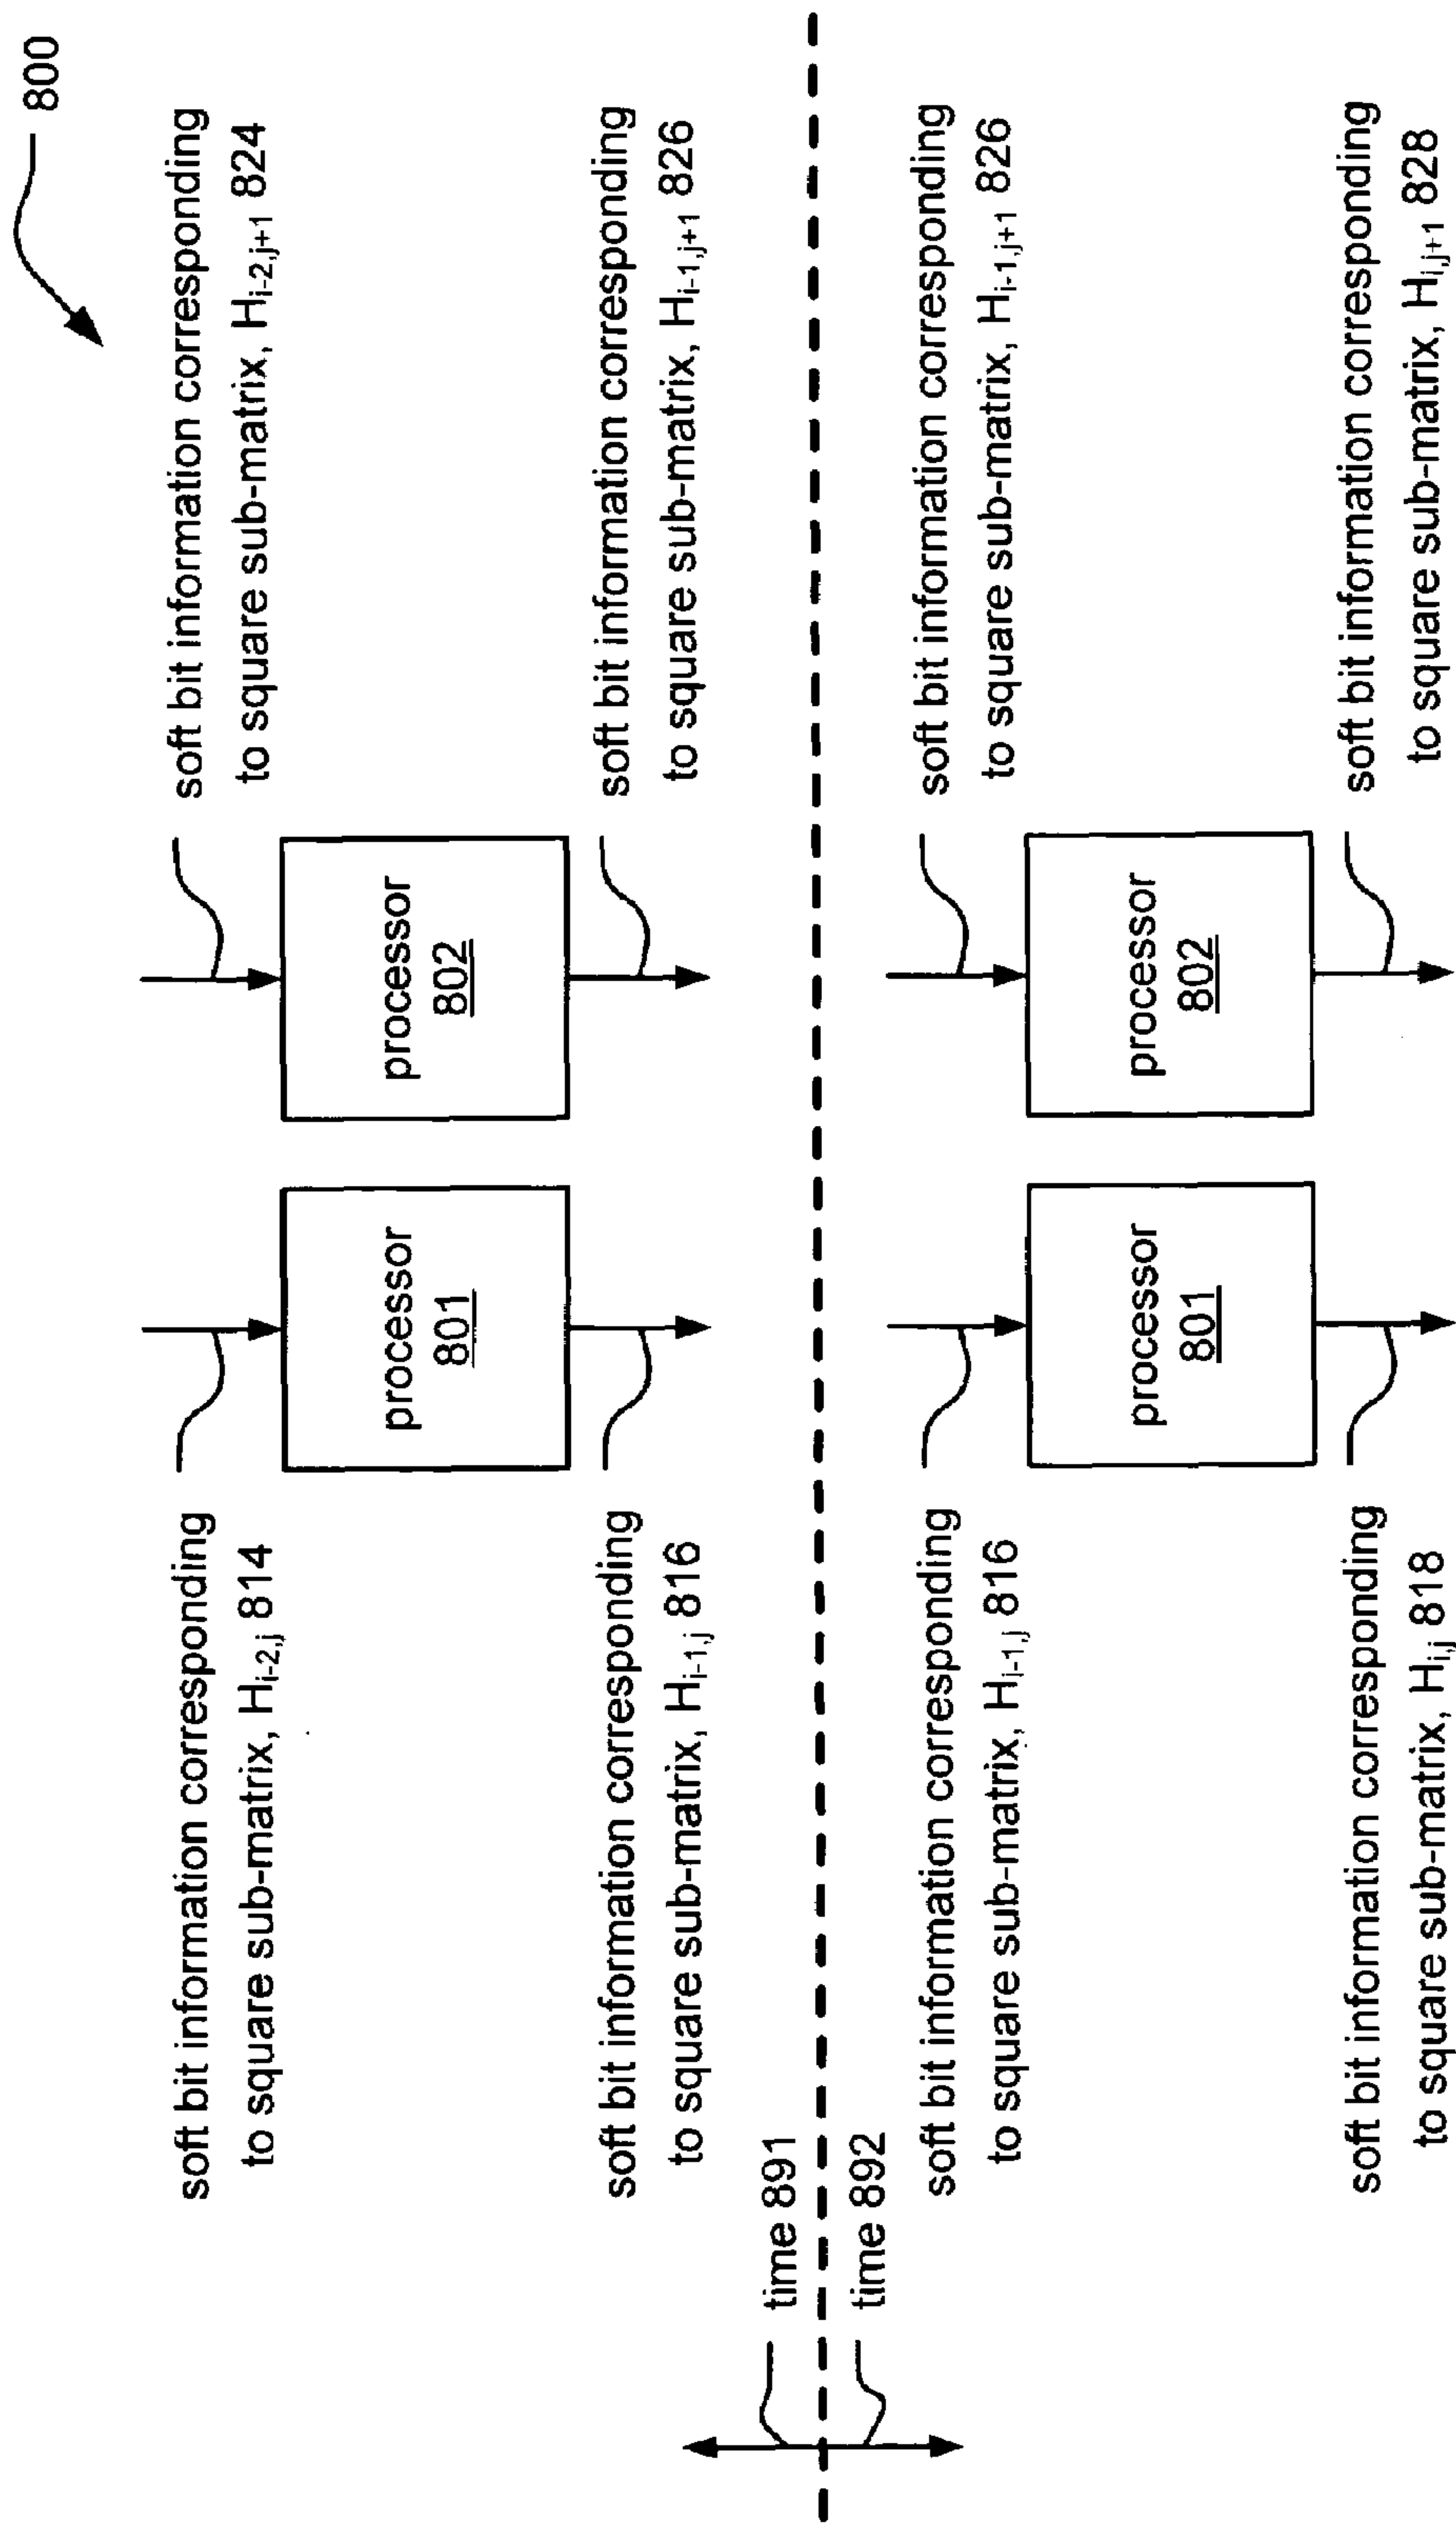 800
soft bit information corresponding
to square sub-matrix, Hi-2,j 814
processor
801
processor
802
soft bit information corresponding
to square sub-matrix, Hi-2,j+1 824
soft bit information corresponding
to square sub-matrix, Hi-1,j 816
soft bit information corresponding
to square sub-matrix, Hi-1,j+1 826
time 891
time 892
soft bit information corresponding
to square sub-matrix, Hi-1,j 816
processor
801
processor
802
soft bit information corresponding
to square sub-matrix, Hi-1,j+1 826
soft bit information corresponding
to square sub-matrix, Hi,j 818
soft bit information corresponding
to square sub-matrix, Hi,j+1 828